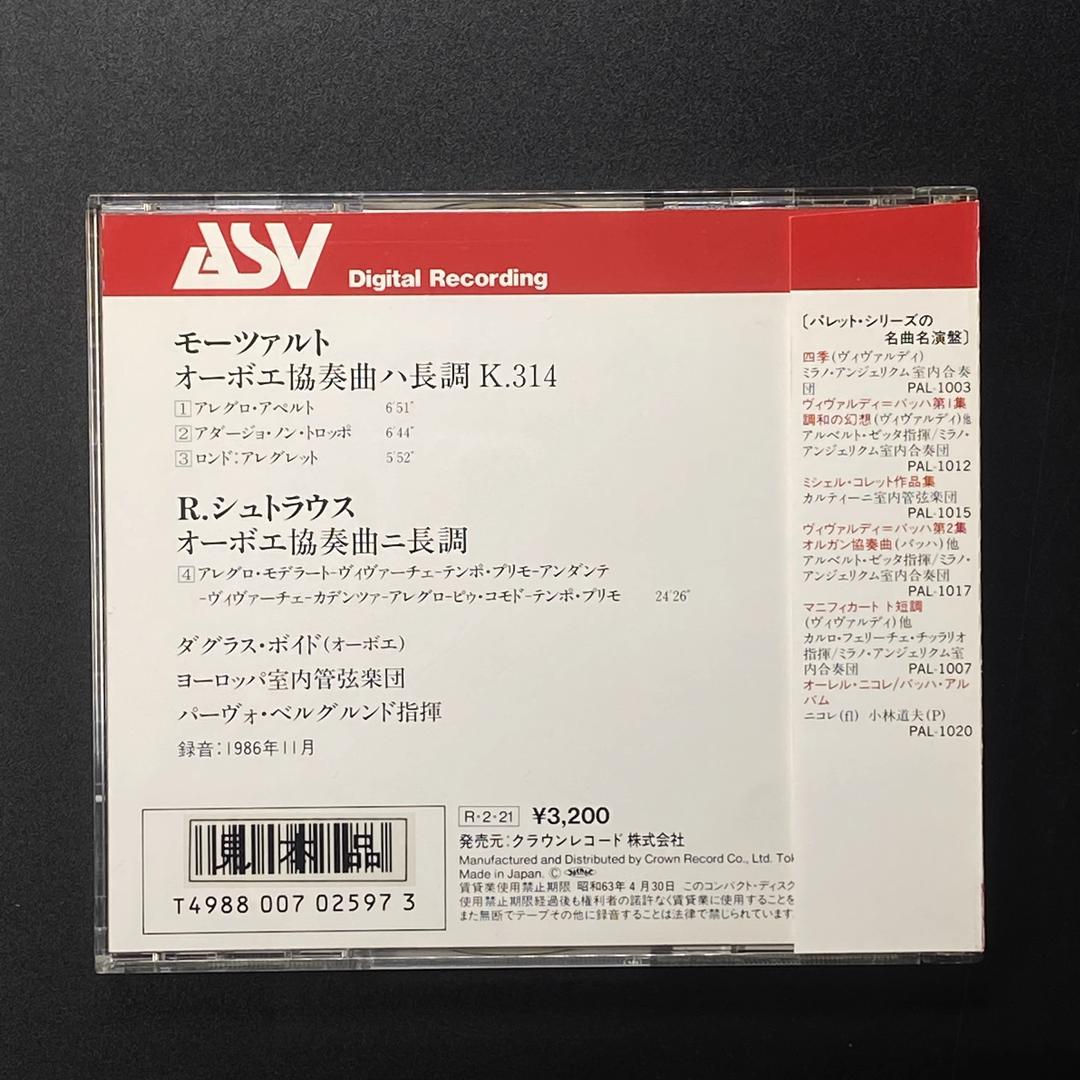 ASV
Digital Recording
モーツァルト
オーボエ協奏曲ハ長調 K.314
1 アレグロ・アペルト 6'51"
2 アダージョ・ノン・トロッポ 6'44"
3 ロンド：アレグレット 5'52"
R.シュトラウス
オーボエ協奏曲ニ長調
4 アレグロ・モデラート-ヴィヴァーチェ-テンポ・プリモ-アンダンテ
-ヴィヴァーチェ-カデンツァ-アレグロ-ピゥ・コモド-テンポ・プリモ 24'26"
ダグラス・ボイド(オーボエ)
ヨーロッパ室内管弦楽団
パーヴォ・ベルグルンド指揮
録音：1986年11月
見本品
T4988 007 02597 3
R-2-21 ¥3,200
発売元：クラウンレコード 株式会社
Manufactured and Distributed by Crown Record Co., Ltd. Tok
Made in Japan. Ⓒ
賃貸業使用禁止期限 昭和63年4月30日 このコンパクト・ディスク
使用禁止期限経過後も権利者の許諾なく賃貸業に使用することを
また無断でテープその他に録音することは法律で禁じられています.
〔パレット・シリーズの
名曲名演盤〕
四季(ヴィヴァルディ)
ミラノ・アンジェリクム室内合奏
団 PAL-1003
ヴィヴァルディ＝バッハ第1集
調和の幻想(ヴィヴァルディ)他
アルベルト・ゼッタ指揮/ミラノ・
アンジェリクム室内合奏団
PAL-1012
ミシェル・コレット作品集
カルティーニ室内管弦楽団
PAL-1015
ヴィヴァルディ＝バッハ第2集
オルガン協奏曲(バッハ)他
アルベルト・ゼッタ指揮/ミラノ・
アンジェリクム室内合奏団
PAL-1017
マニフィカート ト短調
(ヴィヴァルディ)他
カルロ・フェリーチェ・チッラリオ
指揮/ミラノ・アンジェリクム室
内合奏団 PAL-1007
オーレル・ニコレ/バッハ・アル
バム
ニコレ(fl) 小林道夫(P)
PAL-1020